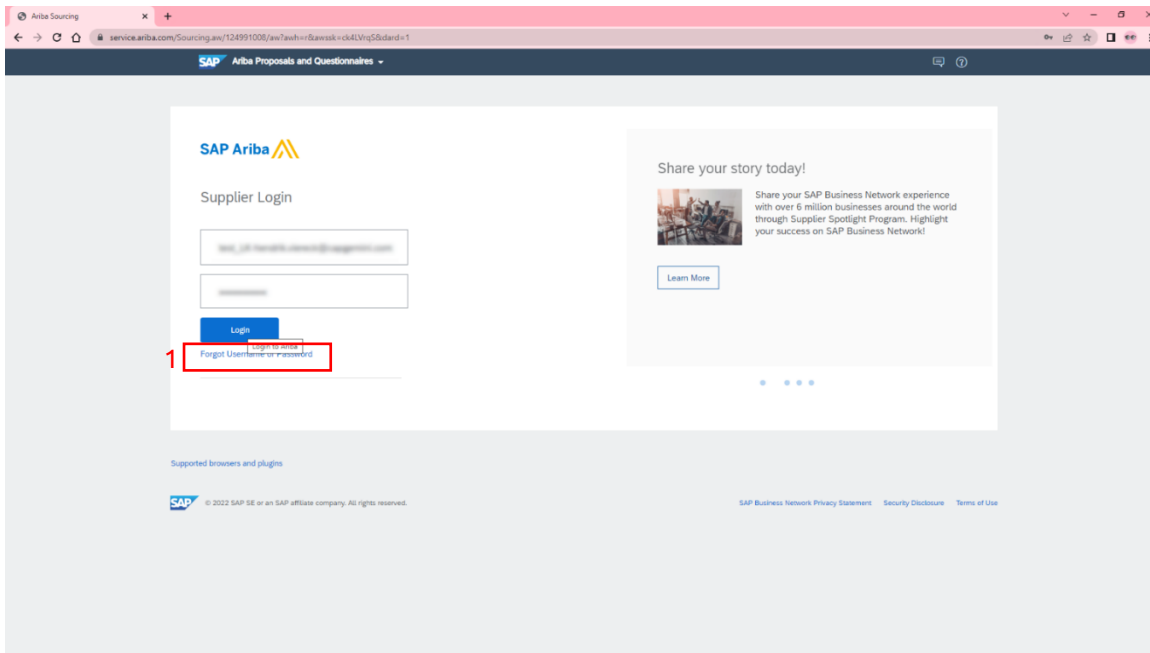 Ariba Sourcing
service.ariba.com/Sourcing.aw/124991008/aw?awh=r&awssk=ck4LVrqS&dard=1
SAP Ariba Proposals and Questionnaires
SAP Ariba
Supplier Login
Login
Login to Ariba
1 Forgot Username or Password
Share your story today!
Share your SAP Business Network experience
with over 6 million businesses around the world
through Supplier Spotlight Program. Highlight
your success on SAP Business Network!
Learn More
Supported browsers and plugins
SAP © 2022 SAP SE or an SAP affiliate company. All rights reserved.
SAP Business Network Privacy Statement Security Disclosure Terms of Use